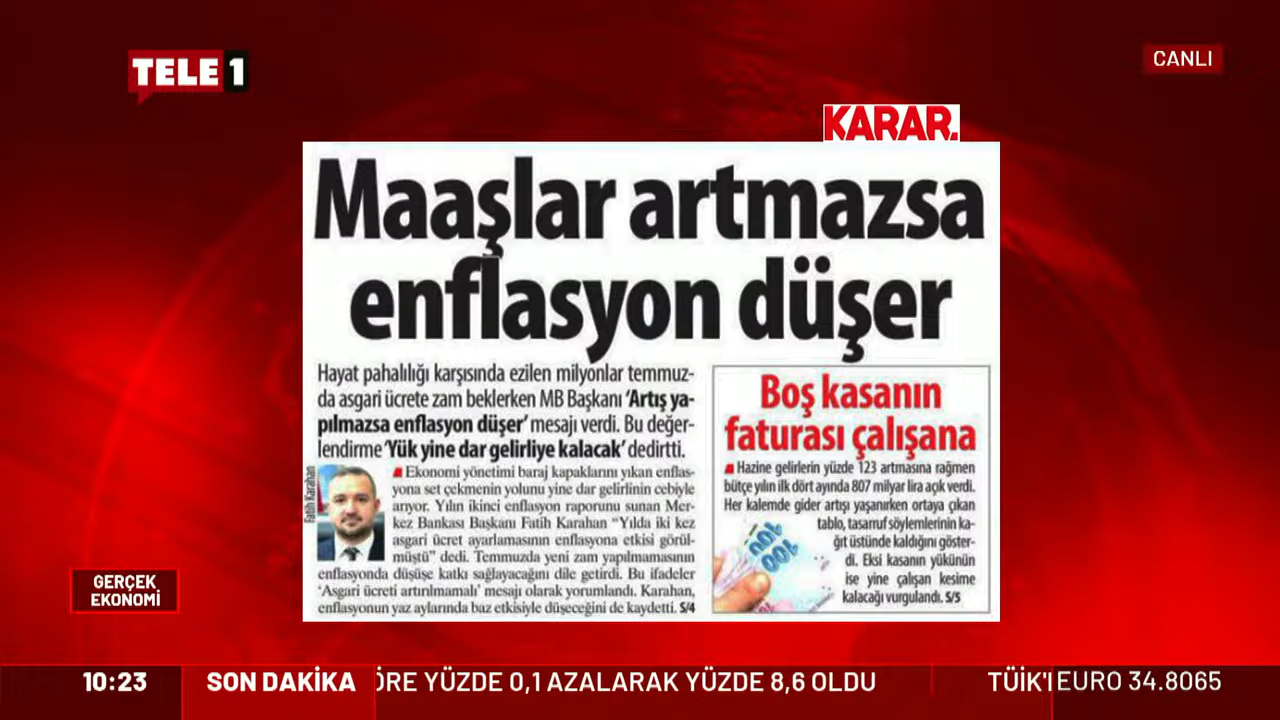 TELE 1
CANLI
KARAR.
Maaşlar artmazsa
enflasyon düşer
Hayat pahalılığı karşısında ezilen milyonlar temmuz-
da asgari ücrete zam beklerken MB Başkanı ‘Artış ya-
pılmazsa enflasyon düşer’ mesajı verdi. Bu değer-
lendirme ‘Yük yine dar gelirliye kalacak’ dedirtti.
Fatih Karahan
Ekonomi yönetimi baraj kapaklarını yıkan enflas-
yona set çekmenin yolunu yine dar gelirlinin cebiyle
arıyor. Yılın ikinci enflasyon raporunu sunan Mer-
kez Bankası Başkanı Fatih Karahan “Yılda iki kez
asgari ücret ayarlamasının enflasyona etkisi görül-
müştü” dedi. Temmuzda yeni zam yapılmamasının
enflasyonda düşüşe katkı sağlayacağını dile getirdi. Bu ifadeler
‘Asgari ücreti artırılmamalı’ mesajı olarak yorumlandı. Karahan,
enflasyonun yaz aylarında baz etkisiyle düşeceğini de kaydetti. S/4
Boş kasanın
faturası çalışana
Hazine gelirlerin yüzde 123 artmasına rağmen
bütçe yılın ilk dört ayında 807 milyar lira açık verdi.
Her kalemde gider artışı yaşanırken ortaya çıkan
tablo, tasarruf söylemlerinin ka-
ğıt üstünde kaldığını göster-
di. Eksi kasanın yükünün
ise yine çalışan kesime
kalacağı vurgulandı. S/5
100
100
GERÇEK
EKONOMİ
10:23
SON DAKİKA
ÖRE YÜZDE 0,1 AZALARAK YÜZDE 8,6 OLDU
TÜİK'
EURO 34.8065